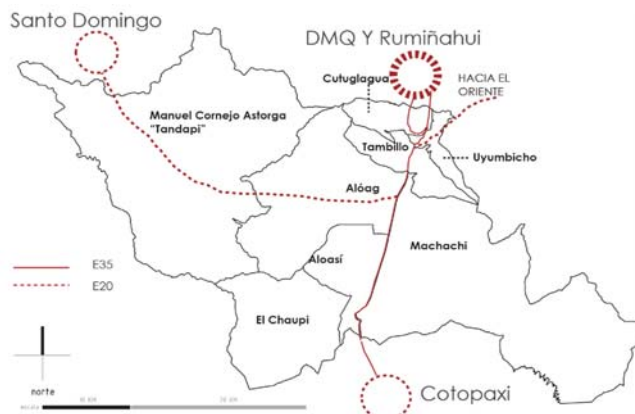 Santo Domingo
DMQ Y Rumiñahui
Cutuglagua
HACIA EL
ORIENTE
Manuel Cornejo Astorga
"Tandapi"
Tambillo
Uyumbicho
Alóag
Aloasí
Machachi
E35
E20
El Chaupi
norte
Cotopaxi